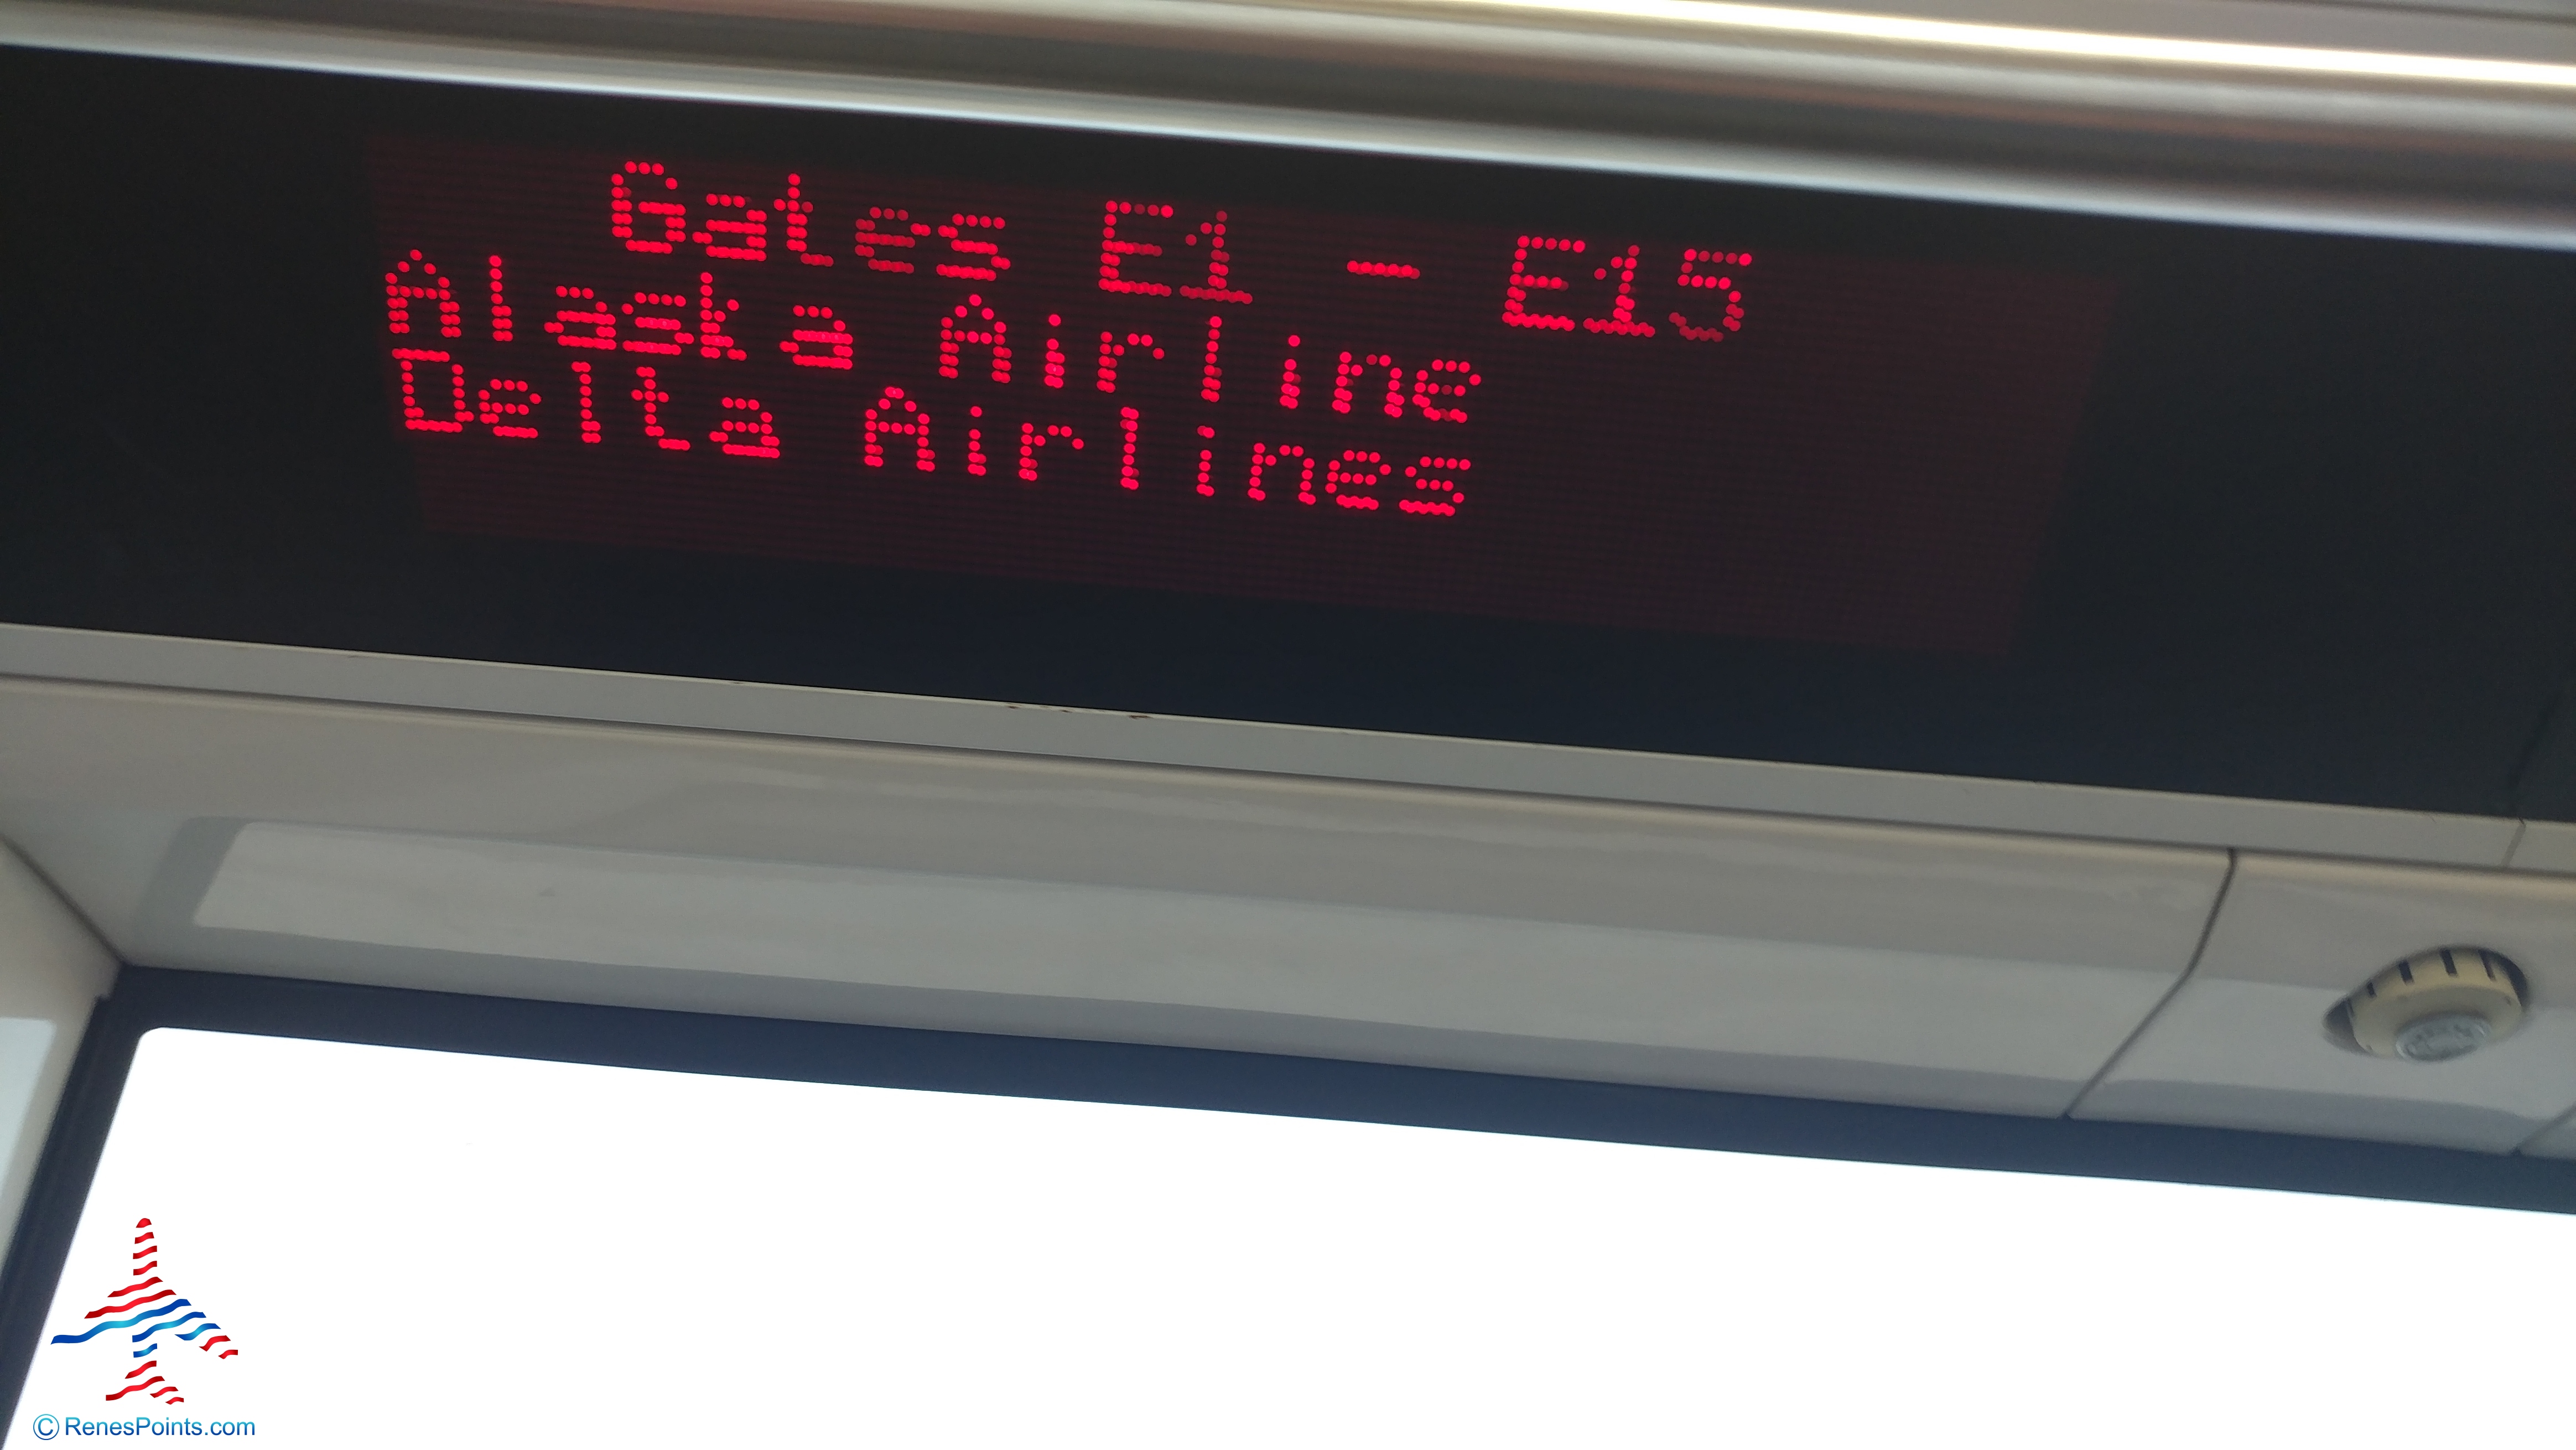 Gates E1 - E15
Alaska Airline
Delta Airlines
© RenesPoints.com